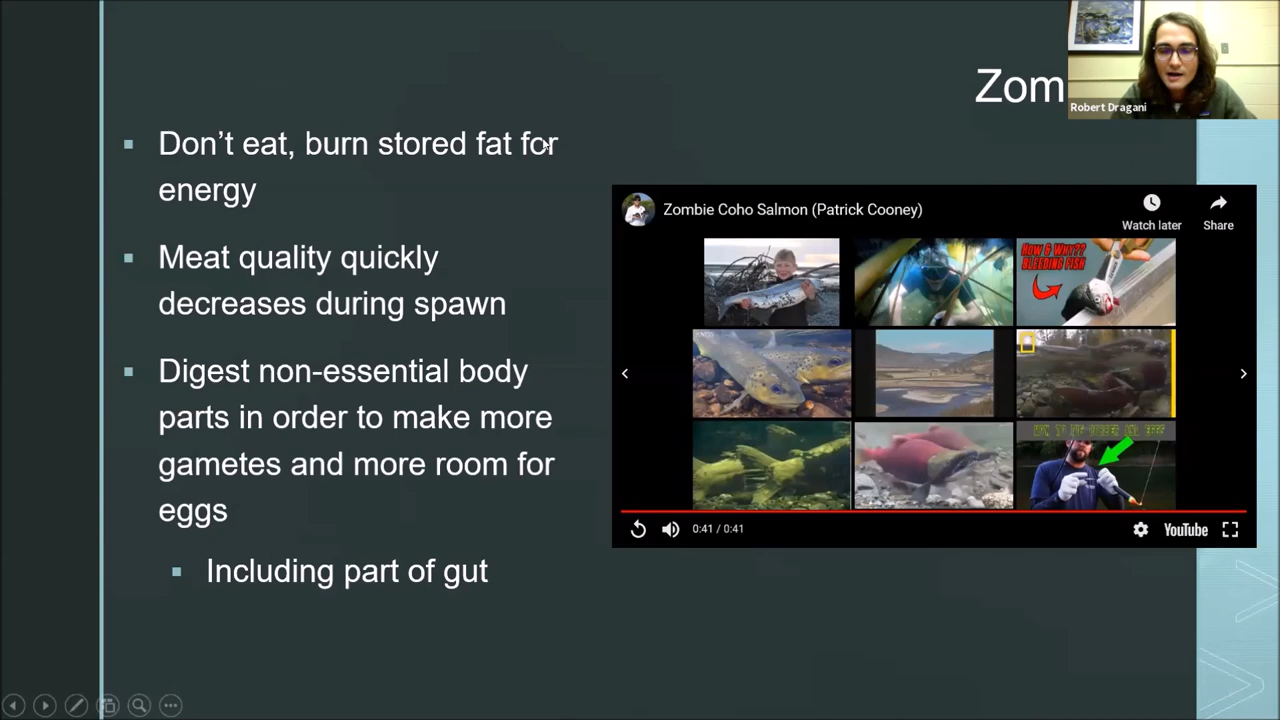 Zom
Robert Dragani
▪ Don’t eat, burn stored fat for
energy
▪ Meat quality quickly
decreases during spawn
▪ Digest non-essential body
parts in order to make more
gametes and more room for
eggs
▪ Including part of gut
Zombie Coho Salmon (Patrick Cooney)
Watch later
Share
HOW & WHY??
BLEEDING FISH
0:41 / 0:41
YouTube